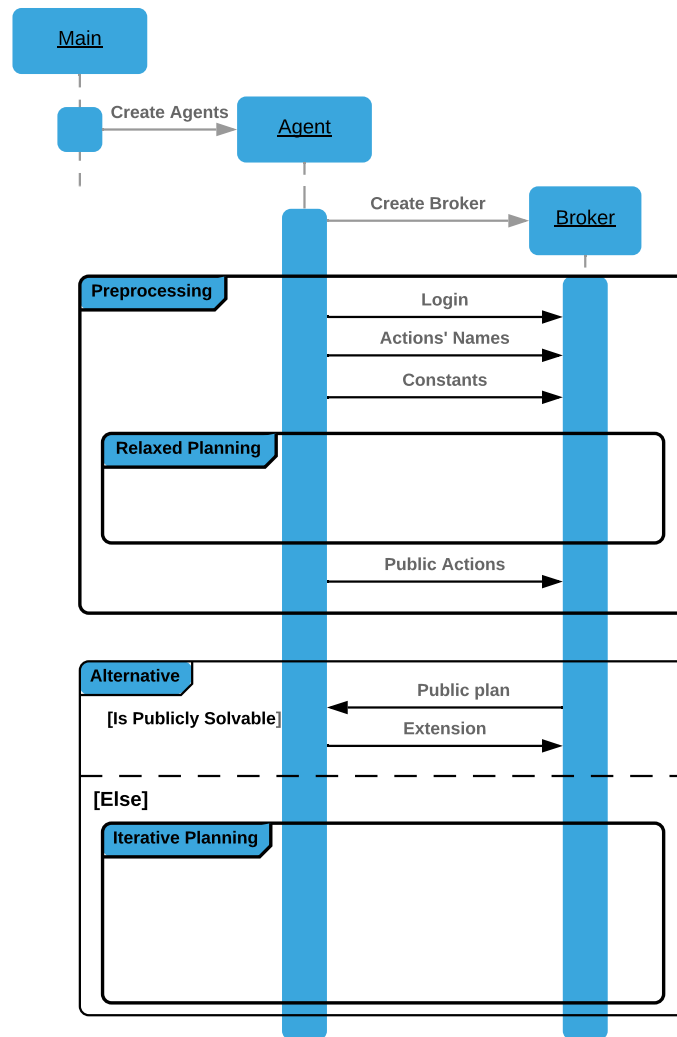 Main
Create Agents
Agent
Create Broker
Broker
Preprocessing
Login
Actions' Names
Constants
Relaxed Planning
Public Actions
Alternative
Public plan
[Is Publicly Solvable]
Extension
[Else]
Iterative Planning